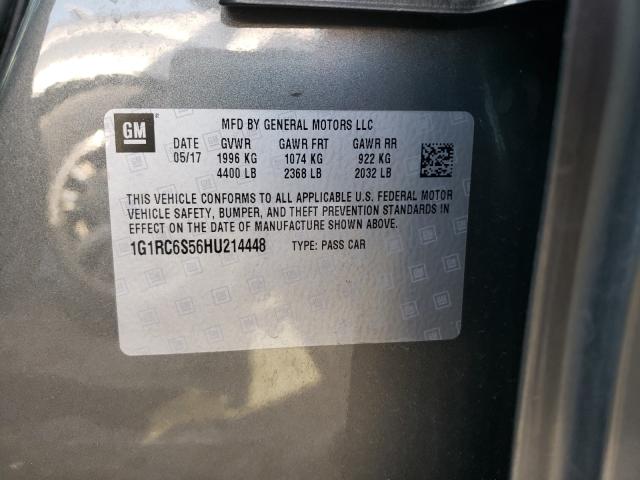 GM
MFD BY GENERAL MOTORS LLC
DATE GVWR GAWR FRT GAWR RR
05/17 1996 KG 1074 KG 922 KG
4400 LB 2368 LB 2032 LB
THIS VEHICLE CONFORMS TO ALL APPLICABLE U.S. FEDERAL MOTOR
VEHICLE SAFETY, BUMPER, AND THEFT PREVENTION STANDARDS IN
EFFECT ON THE DATE OF MANUFACTURE SHOWN ABOVE.
1G1RC6S56HU214448 TYPE: PASS CAR